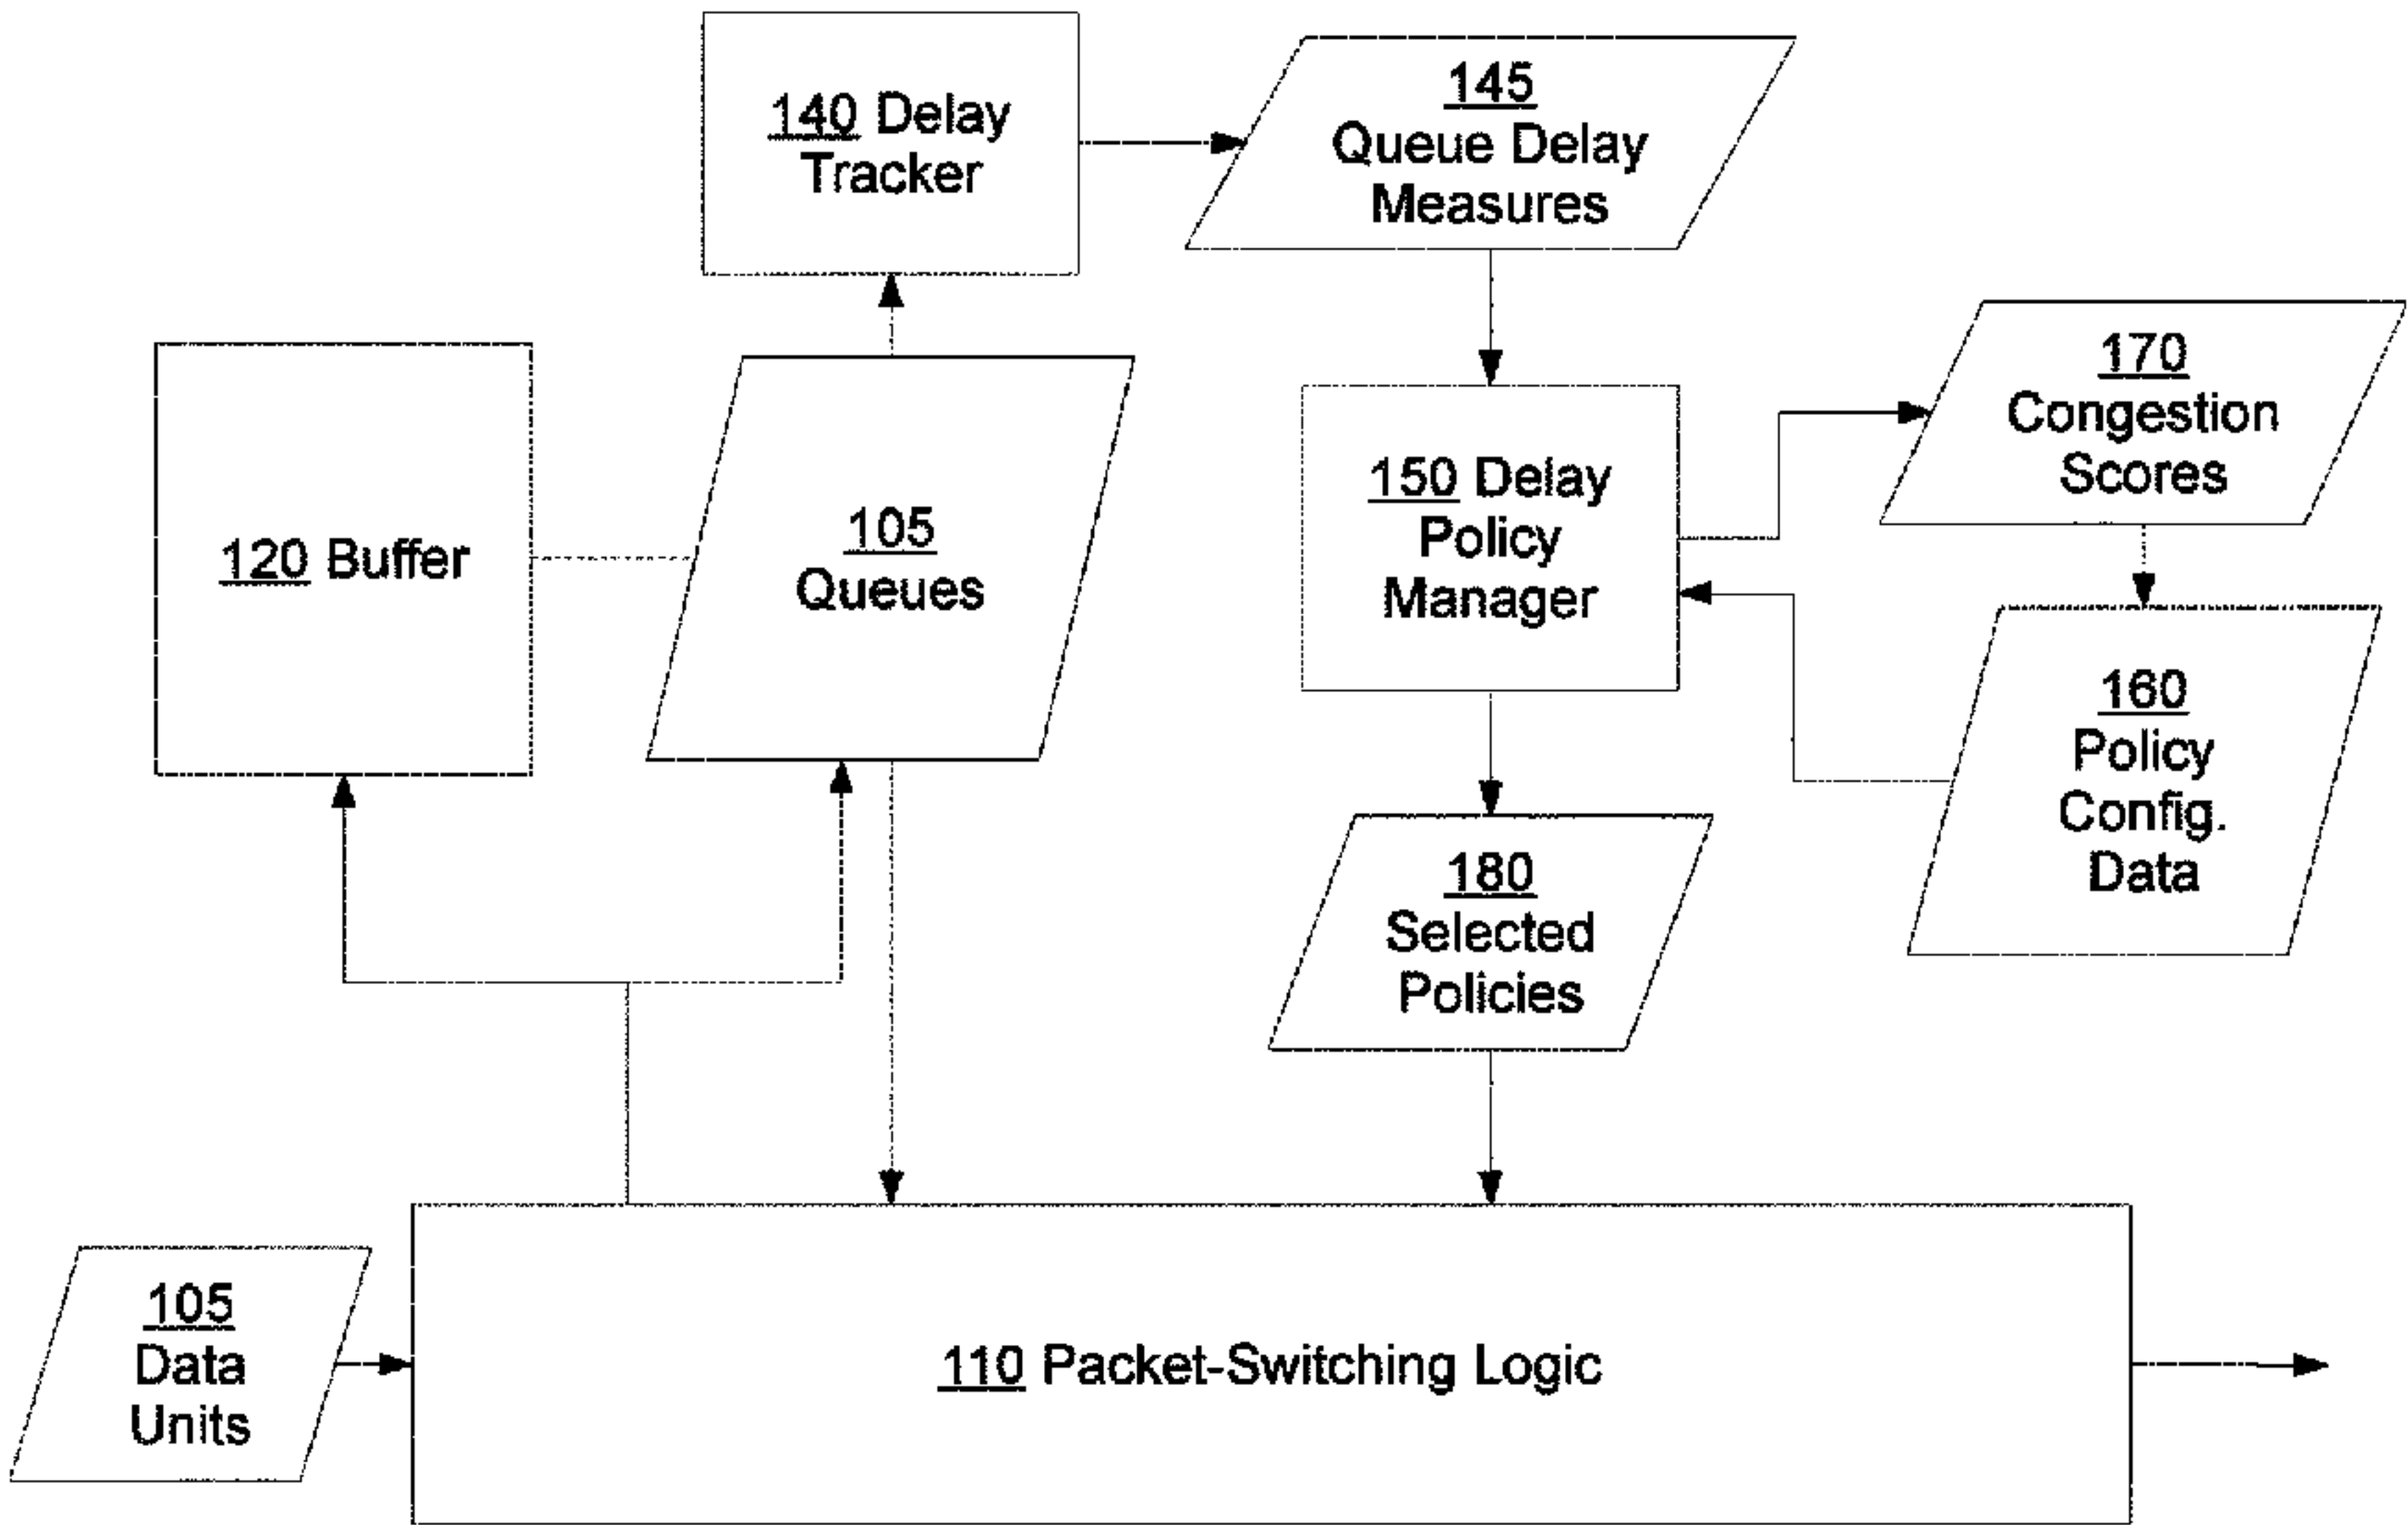 140 Delay
Tracker
145
Queue Delay
Measures
170
Congestion
Scores
120 Buffer
105
Queues
150 Delay
Policy
Manager
160
Policy
Config.
Data
180
Selected
Policies
105
Data
Units
110 Packet-Switching Logic